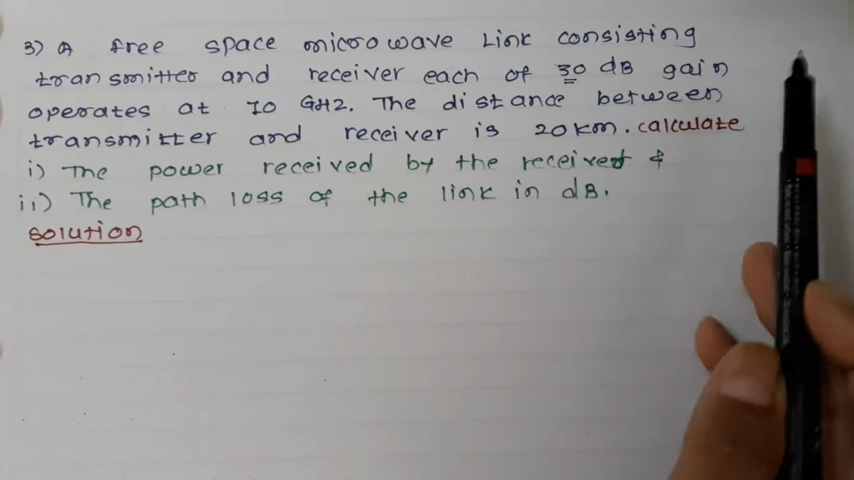 3) A free space microwave Link consisting
transmitter and receiver each of 30 dB gain
operates at 10 GHZ. The distance between
transmitter and receiver is 20 km. calculate
i) The power received by the received &
ii) The path loss of the link in dB.
solution